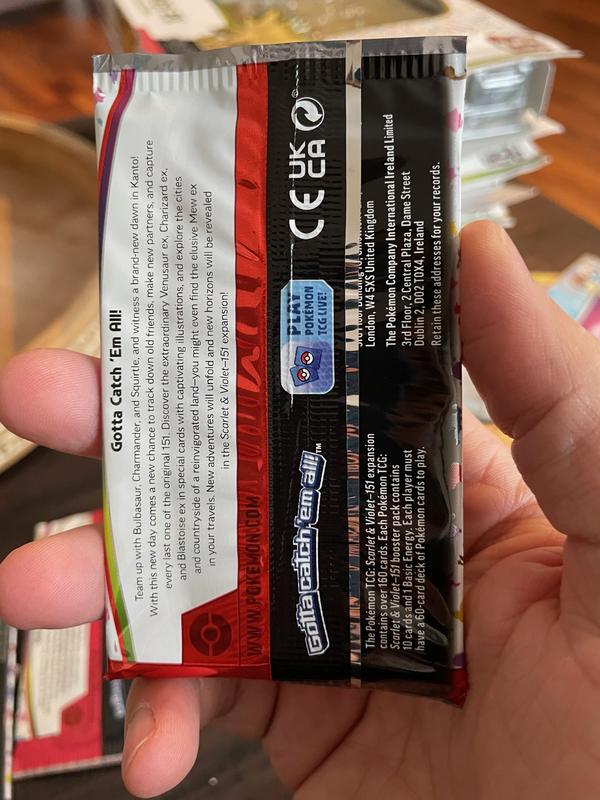 Gotta Catch 'Em All!
Team up with Bulbasaur, Charmander, and Squirtle, and witness a brand-new dawn in Kanto!
With this new day comes a new chance to track down old friends, make new partners, and capture
every last one of the original 151. Discover the extraordinary Venusaur ex, Charizard ex,
and Blastoise ex in special cards with captivating illustrations, and explore the cities
and countryside of a reinvigorated land—you might even find the elusive Mew ex
in your travels. New adventures will unfold and new horizons will be revealed
in the Scarlet & Violet—151 expansion!
WWW.POKEMON.COM
Gotta catch 'em all!™
PLAY
POKÉMON
TCG LIVE!
CE
UK
CA
The Pokémon TCG: Scarlet & Violet—151 expansion
contains over 160 cards. Each Pokémon TCG:
Scarlet & Violet—151 booster pack contains
10 cards and 1 Basic Energy. Each player must
have a 60-card deck of Pokémon cards to play.
London, W4 5XS United Kingdom
The Pokémon Company International Ireland Limited
3rd Floor, 2 Central Plaza, Dame Street
Dublin 2, D02 T0X4, Ireland
Retain these addresses for your records.